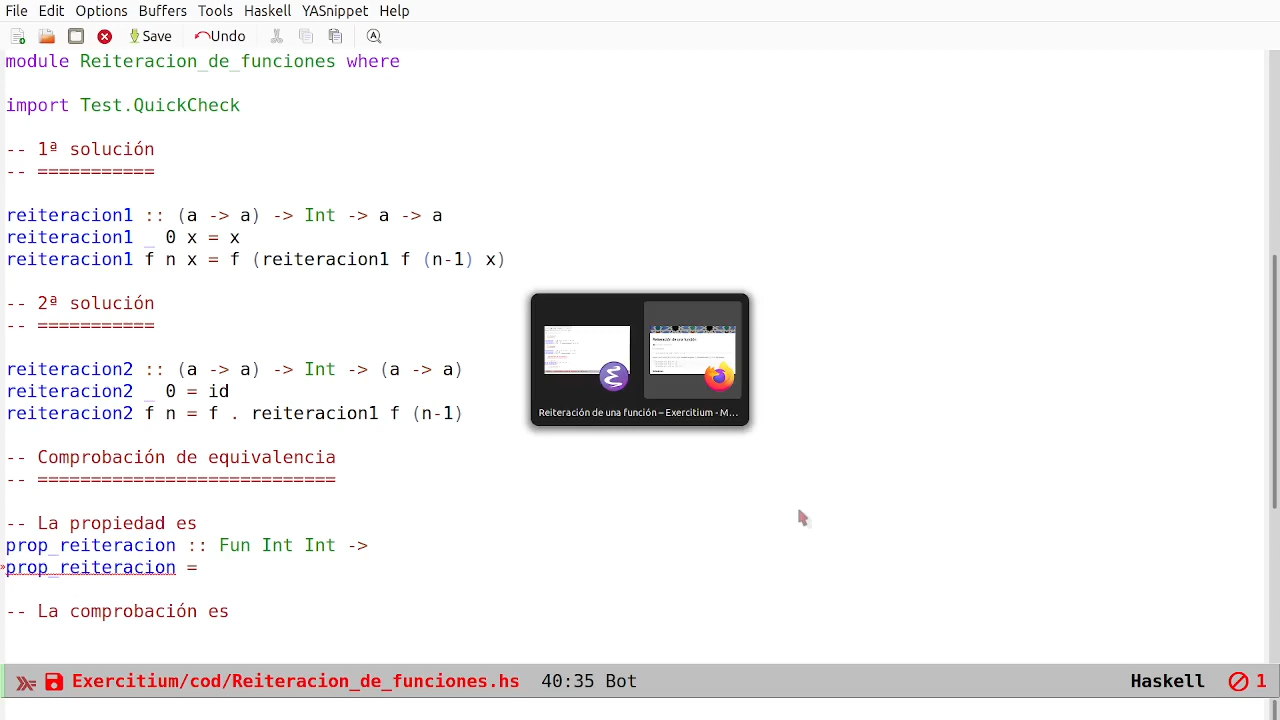 File Edit Options Buffers Tools Haskell YASnippet Help
Save Undo
module Reiteracion_de_funciones where
import Test.QuickCheck
-- 1ª solución
-- ===========
reiteracion1 :: (a -> a) -> Int -> a -> a
reiteracion1 _ 0 x = x
reiteracion1 f n x = f (reiteracion1 f (n-1) x)
-- 2ª solución
-- ===========
reiteracion2 :: (a -> a) -> Int -> (a -> a)
reiteracion2 _ 0 = id
reiteracion2 f n = f . reiteracion1 f (n-1)
Reiteración de una función – Exercitium - M...
-- Comprobación de equivalencia
-- ============================
-- La propiedad es
prop_reiteracion :: Fun Int Int ->
prop_reiteracion =
-- La comprobación es
Exercitium/cod/Reiteracion_de_funciones.hs 40:35 Bot Haskell 1